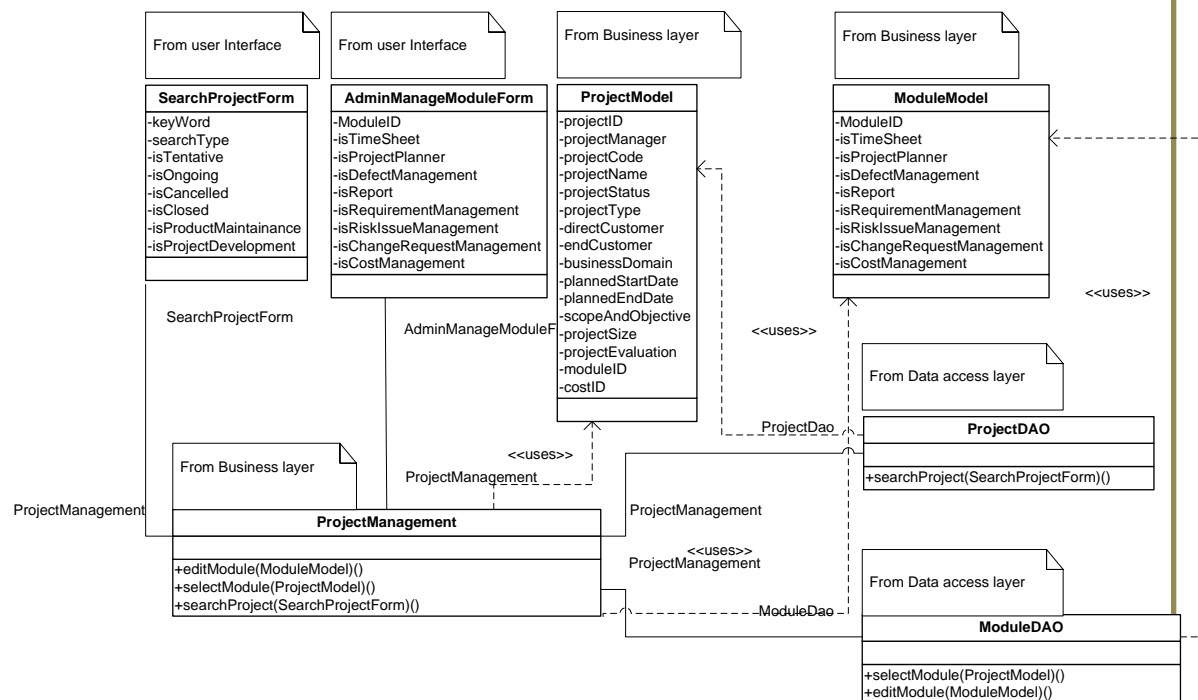 From user Interface
From user Interface
From Business layer
From Business layer
SearchProjectForm
-keyWord
-searchType
-isTentative
-isOngoing
-isCancelled
-isClosed
-isProductMaintainance
-isProjectDevelopment
AdminManageModuleForm
-ModuleID
-isTimeSheet
-isProjectPlanner
-isDefectManagement
-isReport
-isRequirementManagement
-isRiskIssueManagement
-isChangeRequestManagement
-isCostManagement
ProjectModel
-projectID
-projectManager
-projectCode
-projectName
-projectStatus
-projectType
-directCustomer
-endCustomer
-businessDomain
-plannedStartDate
-plannedEndDate
-scopeAndObjective
-projectSize
-projectEvaluation
-moduleID
-costID
ModuleModel
-ModuleID
-isTimeSheet
-isProjectPlanner
-isDefectManagement
-isReport
-isRequirementManagement
-isRiskIssueManagement
-isChangeRequestManagement
-isCostManagement
<<uses>>
SearchProjectForm
AdminManageModuleF
<<uses>>
From Data access layer
ProjectDao
ProjectDAO
+searchProject(SearchProjectForm)()
<<uses>>
From Business layer
ProjectManagement
ProjectManagement
ProjectManagement
ProjectManagement
+editModule(ModuleModel)()
+selectModule(ProjectModel)()
+searchProject(SearchProjectForm)()
<<uses>>
ProjectManagement
From Data access layer
ModuleDao
ModuleDAO
+selectModule(ProjectModel)()
+editModule(ModuleModel)()